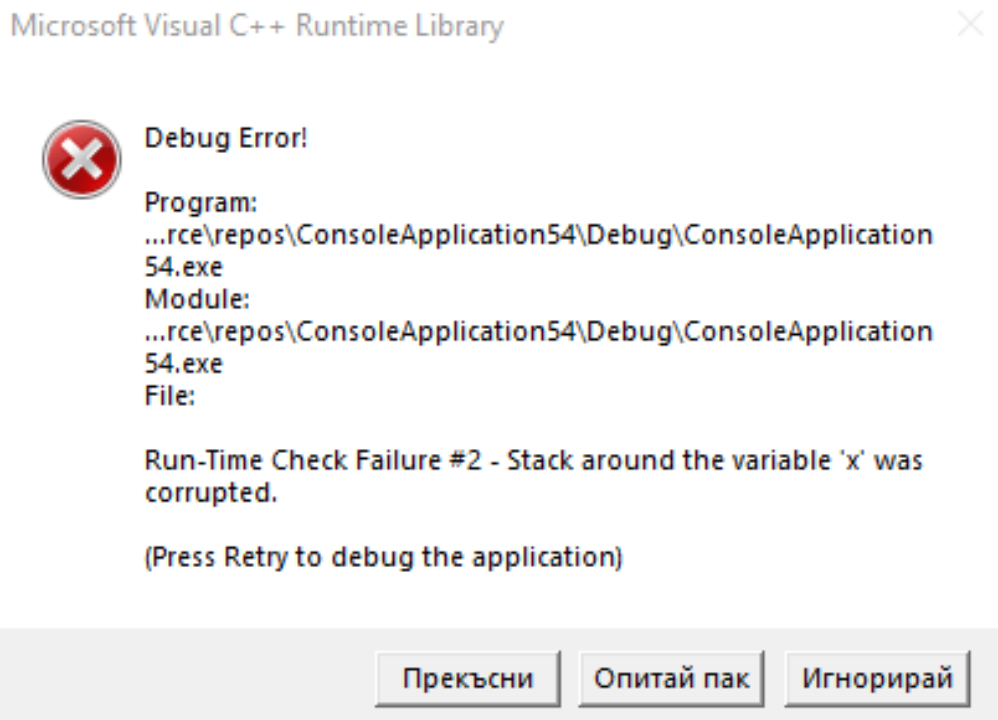 Microsoft Visual C++ Runtime Library
Debug Error!
Program:
...rce\repos\ConsoleApplication54\Debug\ConsoleApplication
54.exe
Module:
...rce\repos\ConsoleApplication54\Debug\ConsoleApplication
54.exe
File:
Run-Time Check Failure #2 - Stack around the variable 'x' was
corrupted.
(Press Retry to debug the application)
Прекъсни Опитай пак Игнорирай